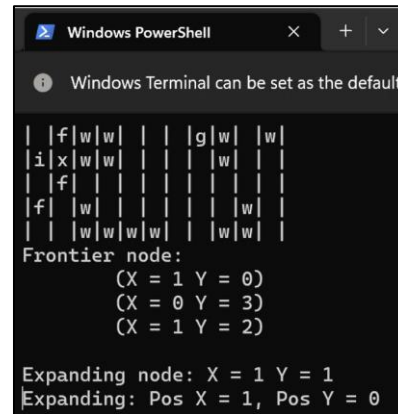 Windows PowerShell
Windows Terminal can be set as the defaul
| |f|w|w| | | |g|w| |w|
|i|x|w|w| | | | |w| | |
| |f| | | | | | | | | |
|f| |w| | | | | | |w| |
| | |w|w|w|w| | |w|w| |
Frontier node:
(X = 1 Y = 0)
(X = 0 Y = 3)
(X = 1 Y = 2)
Expanding node: X = 1 Y = 1
Expanding: Pos X = 1, Pos Y = 0